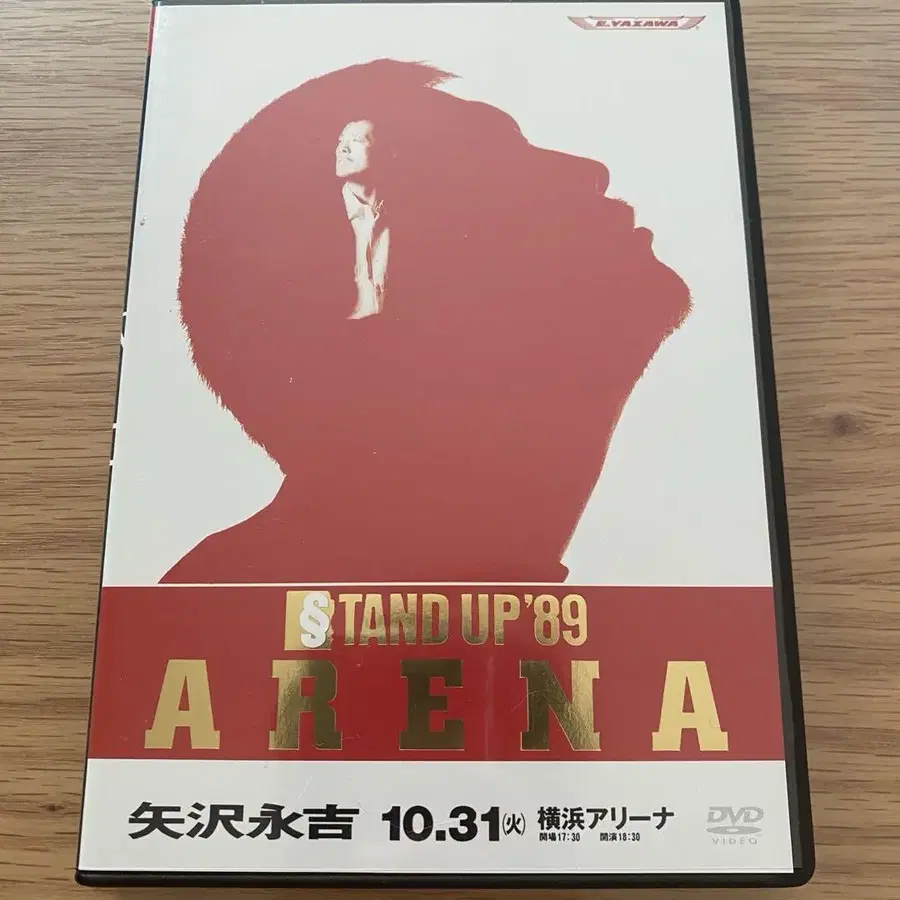 E.YAZAWA
STAND UP '89
ARENA
矢沢永吉 10.31(火) 横浜アリーナ
開場17:30 開演18:30
DVD
VIDEO